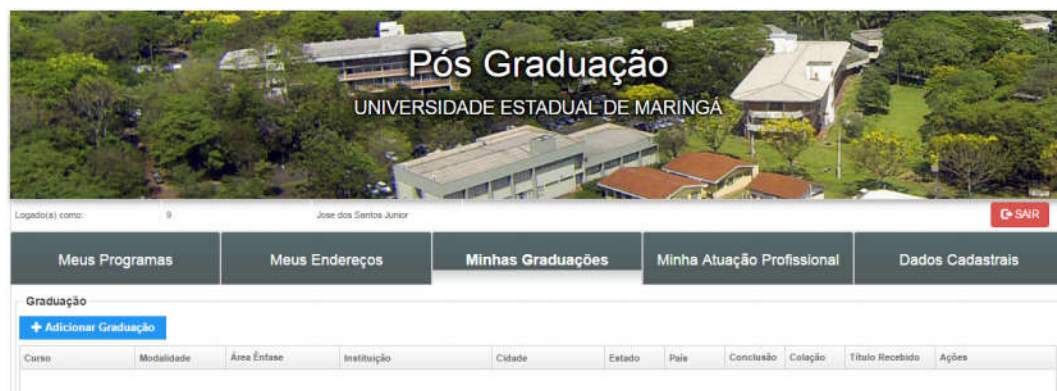 Pós Graduação
UNIVERSIDADE ESTADUAL DE MARINGÁ
Logado(a) como: 9 Jose dos Santos Junior SAIR
Meus Programas Meus Endereços Minhas Graduações Minha Atuação Profissional Dados Cadastrais
Graduação
+ Adicionar Graduação
Curso Modalidade Área Ênfase Instituição Cidade Estado País Conclusão Colação Título Recebido Ações